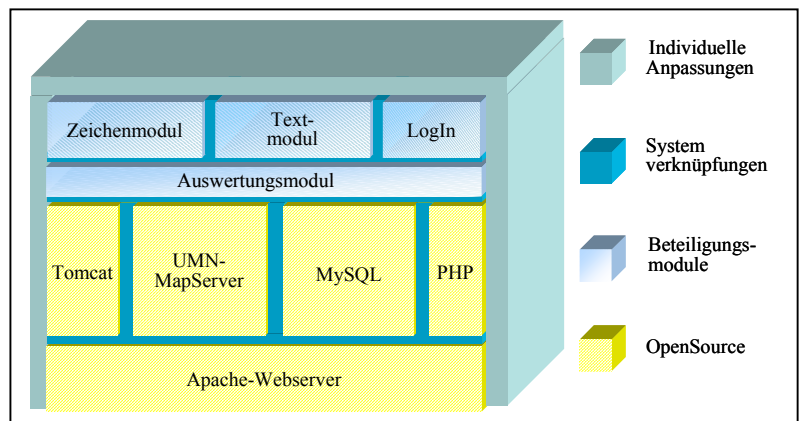 Zeichenmodul
Text-
modul
LogIn
Auswertungsmodul
Tomcat
UMN-
MapServer
MySQL
PHP
Apache-Webserver
Individuelle
Anpassungen
System
verknüpfungen
Beteiligungs-
module
OpenSource